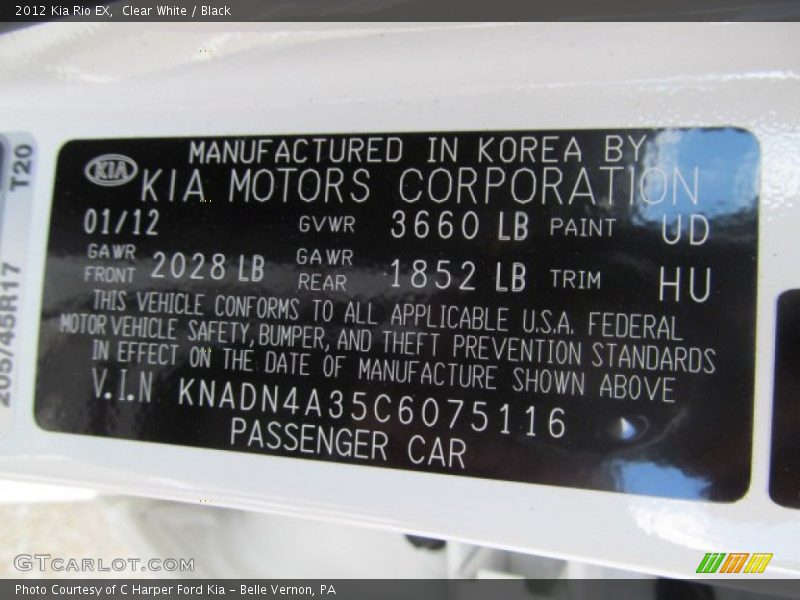 2012 Kia Rio EX, Clear White / Black
MANUFACTURED IN KOREA BY
KIA KIA MOTORS CORPORATION
01/12 GVWR 3660 LB PAINT UD
GAWR FRONT 2028 LB GAWR REAR 1852 LB TRIM HU
THIS VEHICLE CONFORMS TO ALL APPLICABLE U.S.A. FEDERAL
MOTOR VEHICLE SAFETY, BUMPER, AND THEFT PREVENTION STANDARDS
IN EFFECT ON THE DATE OF MANUFACTURE SHOWN ABOVE
V.I.N KNADN4A35C6075116
PASSENGER CAR
205/45R17 T20
GTCARLOT.COM
Photo Courtesy of C Harper Ford Kia - Belle Vernon, PA